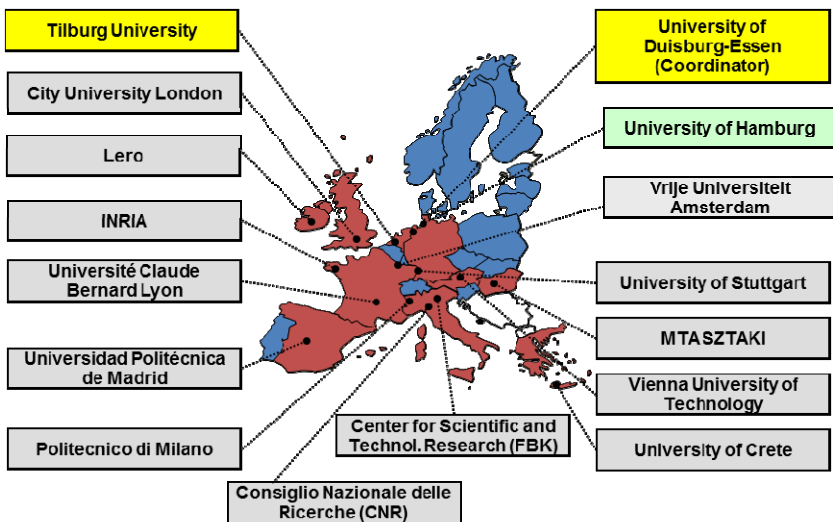 Tilburg University
City University London
Lero
INRIA
Université Claude
Bernard Lyon
Universidad Politécnica
de Madrid
Politecnico di Milano
Consiglio Nazionale delle
Ricerche (CNR)
Center for Scientific and
Technol. Research (FBK)
University of
Duisburg-Essen
(Coordinator)
University of Hamburg
Vrije Universiteit
Amsterdam
University of Stuttgart
MTASZTAKI
Vienna University of
Technology
University of Crete